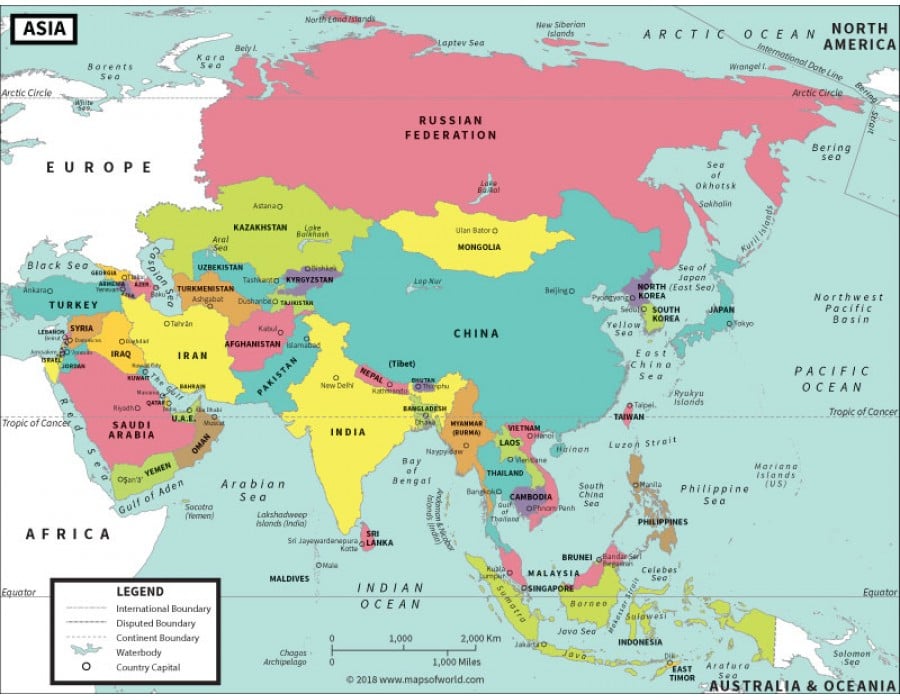 ASIA
North Land Islands
New Siberian
Islands
ARCTIC OCEAN
NORTH
AMERICA
Bely I.
Kara
Sea
Laptev Sea
International Date Line
Barents
Sea
Wrangel I.
Arctic Circle
Arctic Circle
White
Sea
Bering
Strait
RUSSIAN
FEDERATION
EUROPE
Bering
sea
Sea
of
Okhotsk
Lake
Baikal
Sakhalin
Kuril Islands
Astana
KAZAKHSTAN
Lake
Balkhash
Ulan Bator
MONGOLIA
Aral
Sea
Black Sea
Caspian Sea
GEORGIA
UZBEKISTAN
Bishkek
KYRGYZSTAN
Tashkent
Sea of
Japan
(East Sea)
Ankara
ARMENIA
Yerevan
AZER
Baku
TURKMENISTAN
Ashgabat
Dushanbe
TAJIKISTAN
Lop Nur
Beijing
NORTH
KOREA
Pyongyang
TURKEY
Northwest
Pacific
Basin
Seoul
SOUTH
KOREA
JAPAN
Tokyo
Yellow
Sea
Tehrān
SYRIA
LEBANON
Beirut
Damascus
Baghdad
Kabul
AFGHANISTAN
Islamabad
CHINA
IRAN
IRAQ
Jerusalem
ISRAEL
JORDAN
East
China
Sea
PACIFIC
OCEAN
(Tibet)
PAKISTAN
KUWAIT
The Gulf
BAHRAIN
Manama
New Delhi
NEPAL
Kathmandu
BHUTAN
Thimphu
Ryukyu
Islands
QATAR
Abu Dhabi
U.A.E.
Muscat
Riyadh
SAUDI
ARABIA
BANGLADESH
Dhaka
Taipei
TAIWAN
Tropic of Cancer
Tropic of Cancer
Red Sea
OMAN
INDIA
MYANMAR
(BURMA)
Naypyidaw
VIETNAM
Hanoi
LAOS
Vientiane
Hainan
Luzon Strait
YEMEN
San'a'
Gulf of Aden
Arabian
Sea
Bay
of
Bengal
THAILAND
Bangkok
Mariana
Islands
(US)
Socotra
(Yemen)
Lakshadweep
Islands (India)
Andaman & Nicobar
Islands (India)
CAMBODIA
Phnom Penh
Gulf
of
Thailand
South
China
Sea
Manila
Philippine
Sea
PHILIPPINES
AFRICA
Sri Jayewardenepura
Kotte
SRI
LANKA
BRUNEI
Bandar Seri
Begawan
Male
MALDIVES
Kuala
Lumpur
MALAYSIA
SINGAPORE
Celebes
Sea
Equator
Equator
INDIAN
OCEAN
Sumatra
Borneo
Makassar Strait
Sulawesi
Java Sea
INDONESIA
Jakarta
Java
Dili
EAST
TIMOR
Arafura
Sea
Solomon
Sea
Chagos
Archipelago
LEGEND
International Boundary
Disputed Boundary
Continent Boundary
Waterbody
Country Capital
0 1,000 2,000 Km
0 1,000 Miles
© 2018 www.mapsofworld.com
AUSTRALIA & OCEANIA